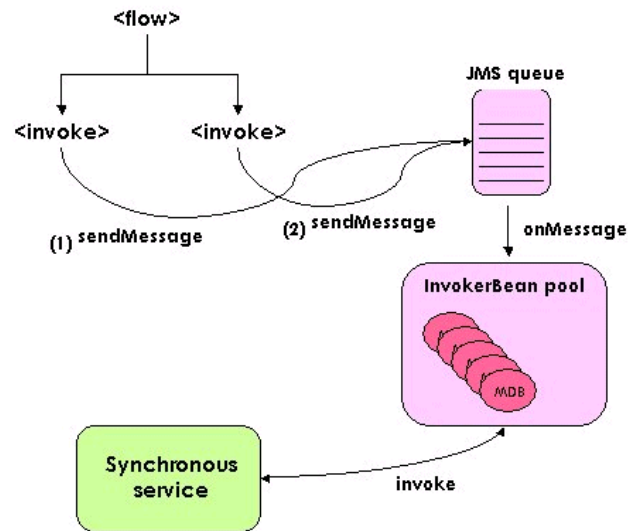 <flow>
JMS queue
<invoke>
<invoke>
(1) sendMessage
(2) sendMessage
onMessage
InvokerBean pool
MDB
Synchronous
service
invoke